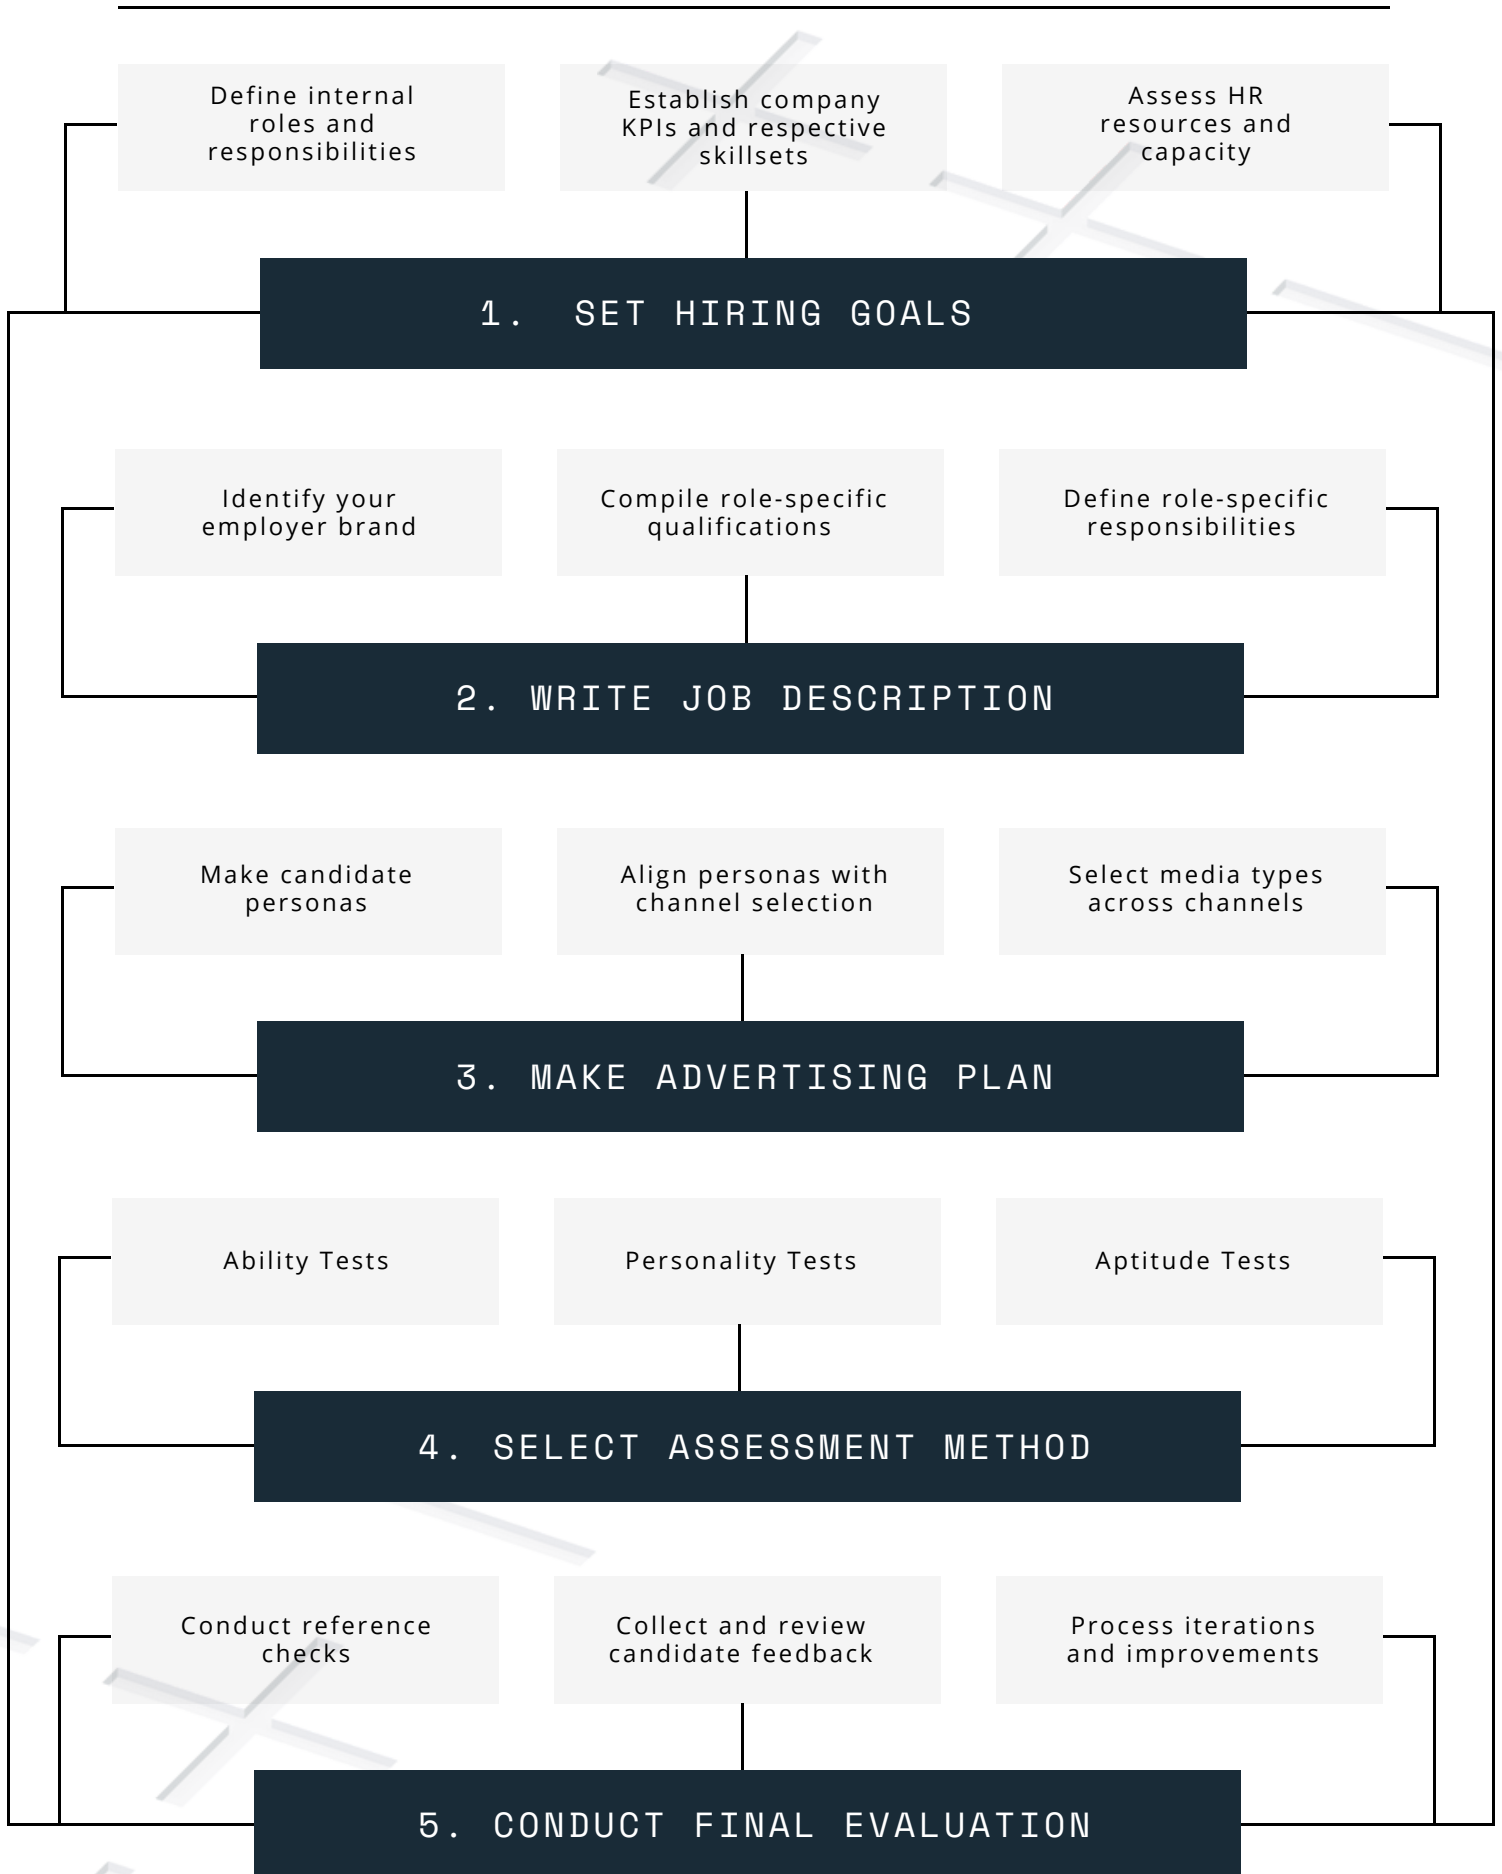 Define internal
roles and
responsibilities
Establish company
KPIs and respective
skillsets
Assess HR
resources and
capacity
1. SET HIRING GOALS
Identify your
employer brand
Compile role-specific
qualifications
Define role-specific
responsibilities
2. WRITE JOB DESCRIPTION
Make candidate
personas
Align personas with
channel selection
Select media types
across channels
3. MAKE ADVERTISING PLAN
Ability Tests
Personality Tests
Aptitude Tests
4. SELECT ASSESSMENT METHOD
Conduct reference
checks
Collect and review
candidate feedback
Process iterations
and improvements
5. CONDUCT FINAL EVALUATION